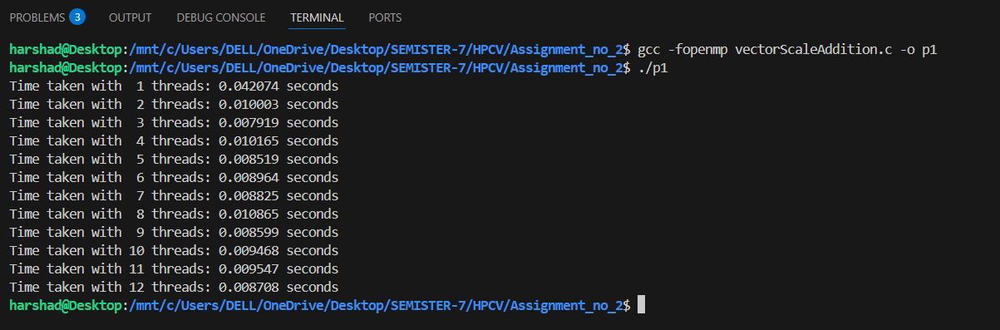 PROBLEMS 3 OUTPUT DEBUG CONSOLE TERMINAL PORTS
harshad@Desktop:/mnt/c/Users/DELL/OneDrive/Desktop/SEMISTER-7/HPCV/Assignment_no_2$ gcc -fopenmp vectorScaleAddition.c -o p1
harshad@Desktop:/mnt/c/Users/DELL/OneDrive/Desktop/SEMISTER-7/HPCV/Assignment_no_2$ ./p1
Time taken with  1 threads: 0.042074 seconds
Time taken with  2 threads: 0.010003 seconds
Time taken with  3 threads: 0.007919 seconds
Time taken with  4 threads: 0.010165 seconds
Time taken with  5 threads: 0.008519 seconds
Time taken with  6 threads: 0.008964 seconds
Time taken with  7 threads: 0.008825 seconds
Time taken with  8 threads: 0.010865 seconds
Time taken with  9 threads: 0.008599 seconds
Time taken with 10 threads: 0.009468 seconds
Time taken with 11 threads: 0.009547 seconds
Time taken with 12 threads: 0.008708 seconds
harshad@Desktop:/mnt/c/Users/DELL/OneDrive/Desktop/SEMISTER-7/HPCV/Assignment_no_2$